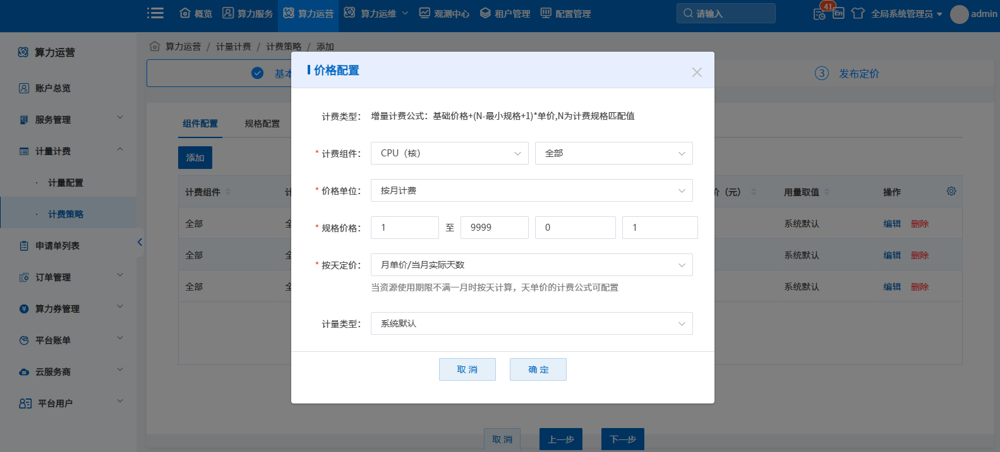 概览
算力服务
算力运营
算力运维
观测中心
租户管理
配置管理
请输入
41
En
全局系统管理员
admin
算力运营
账户总览
服务管理
计量计费
· 计量配置
· 计费策略
申请单列表
订单管理
算力券管理
平台账单
云服务商
平台用户
算力运营 / 计量计费 / 计费策略 / 添加
基本
3 发布定价
组件配置
规格配置
添加
计费组件
计
价（元）
用量取值
操作
全部
全
系统默认
编辑
删除
全部
全
系统默认
编辑
删除
全部
全
系统默认
编辑
删除
价格配置
计费类型： 增量计费公式：基础价格+(N-最小规格+1)*单价,N为计费规格匹配值
* 计费组件： CPU（核） 全部
* 价格单位： 按月计费
* 规格价格： 1 至 9999 0 1
* 按天定价： 月单价/当月实际天数
当资源使用期限不满一月时按天计算，天单价的计费公式可配置
计量类型： 系统默认
取 消
确 定
取 消
上一步
下一步